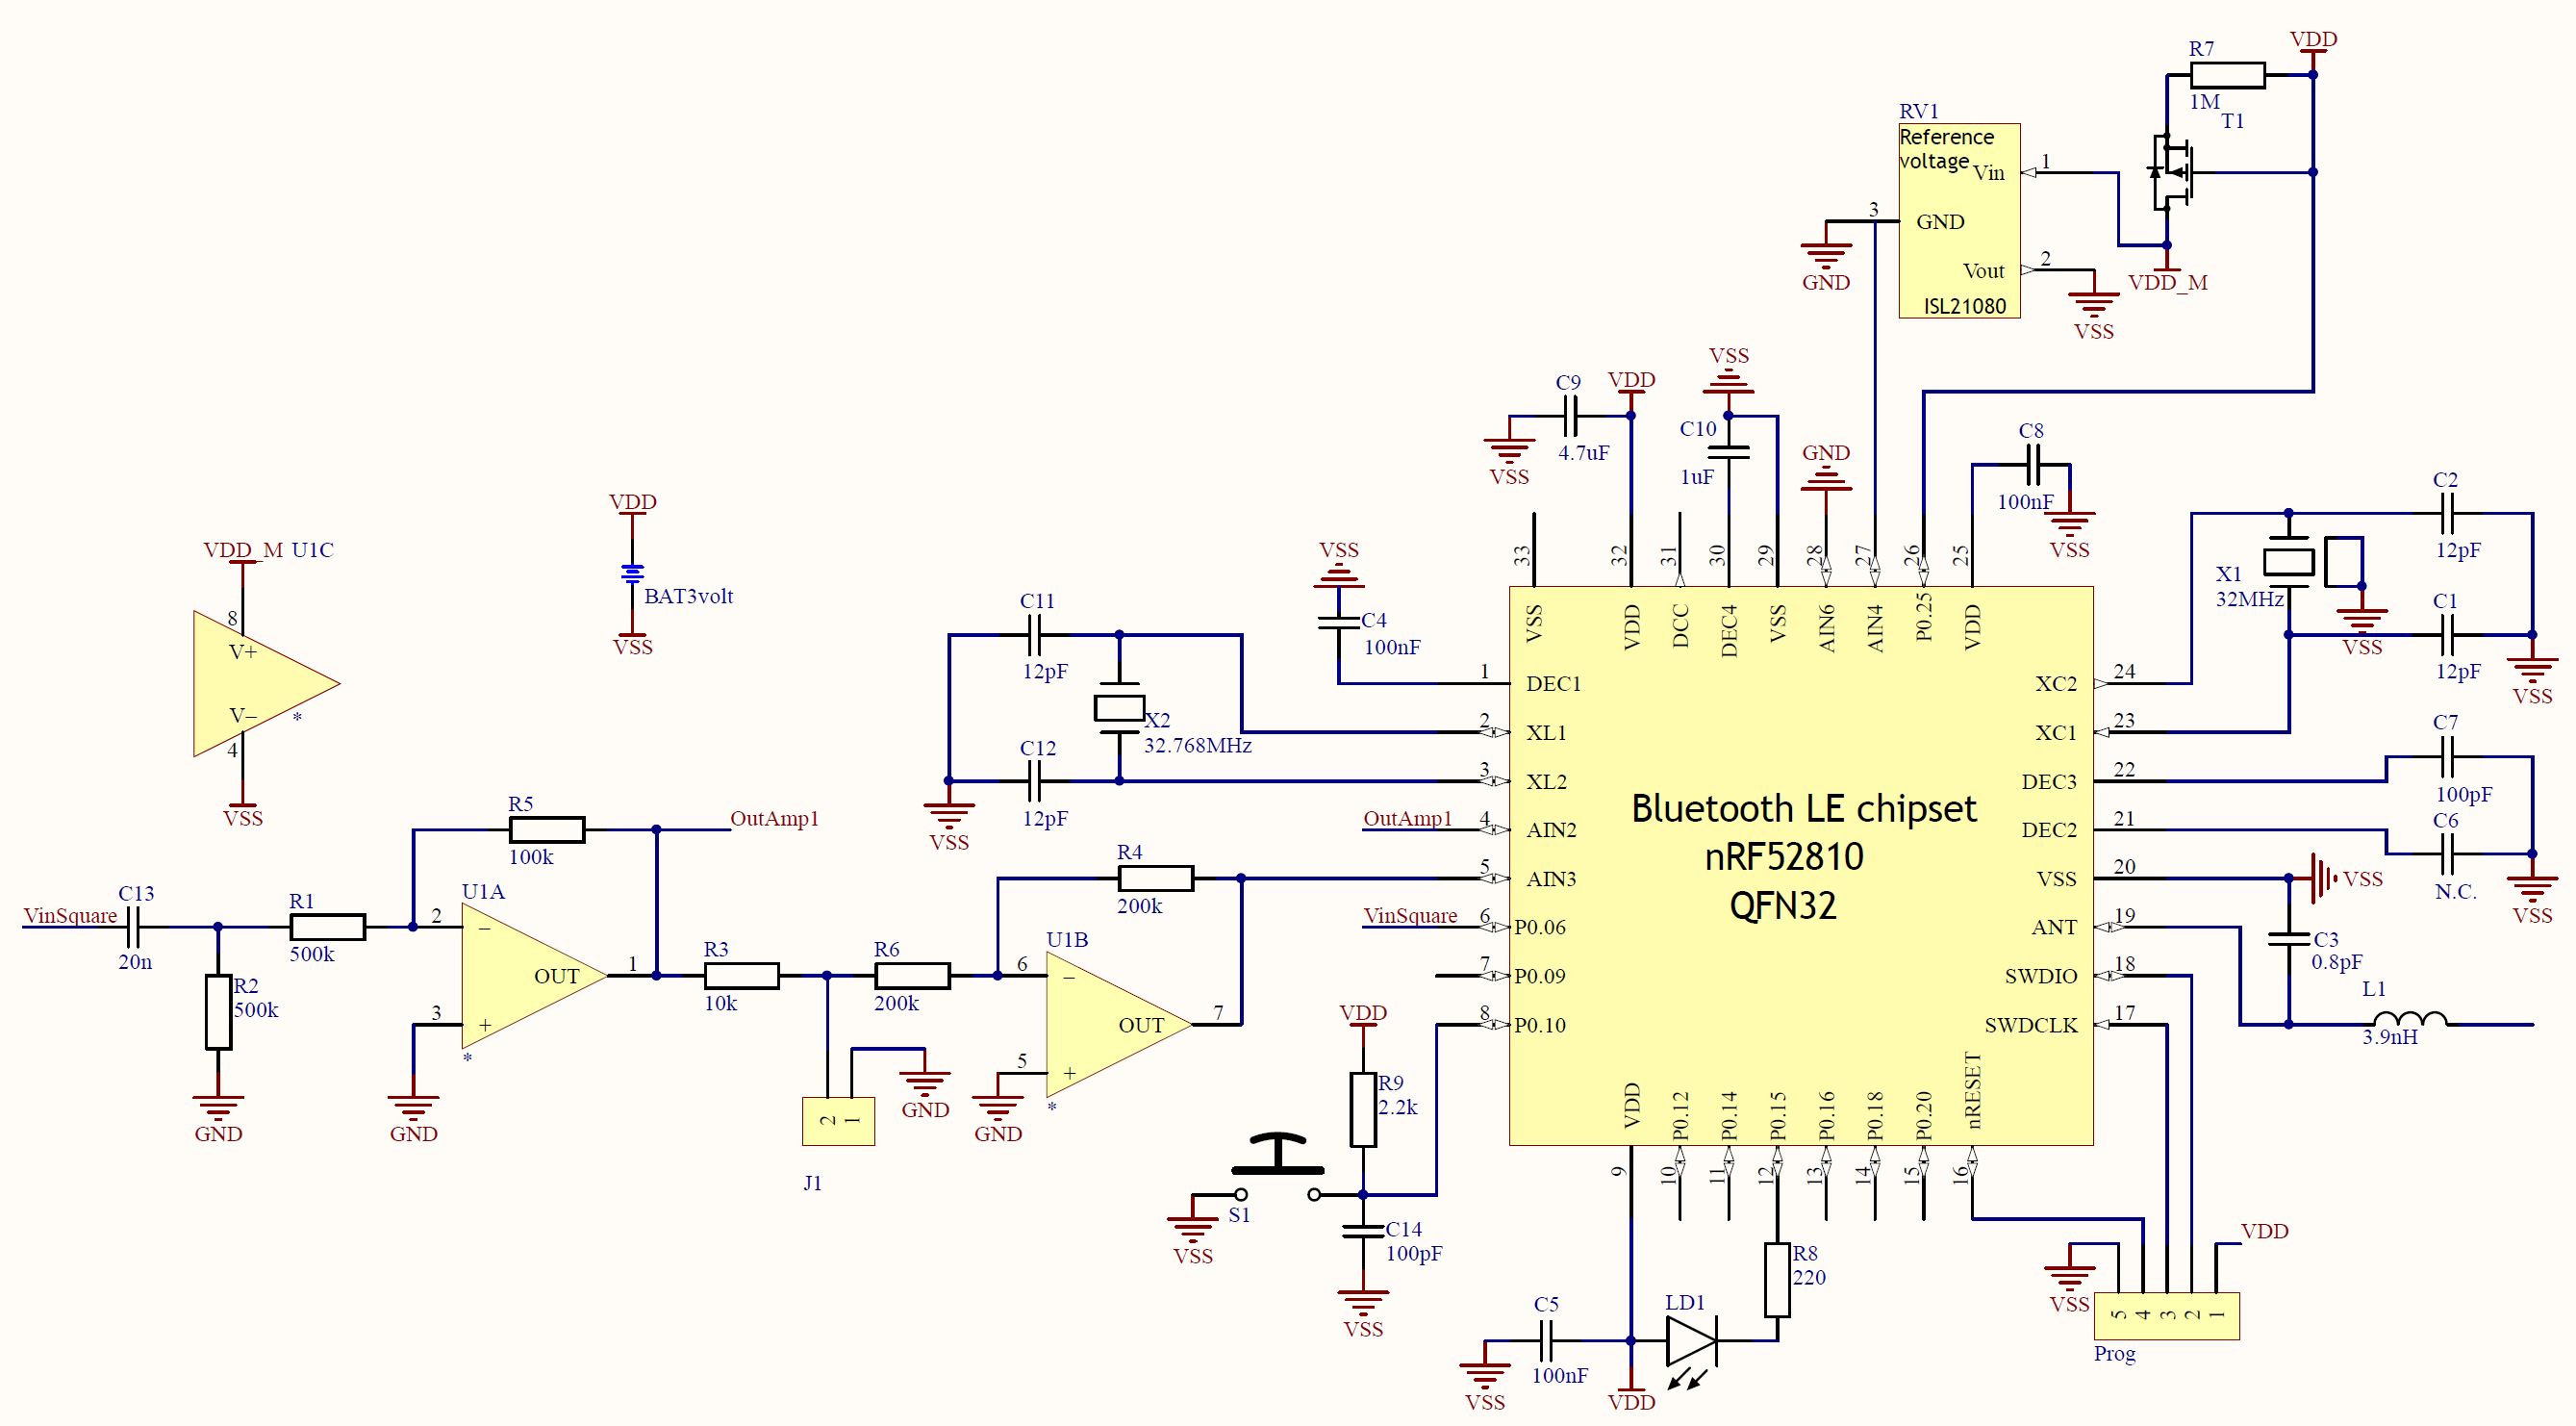 VDD
R7
1M
T1
RV1
Reference
voltage
Vin
1
3
GND
Vout
2
ISL21080
GND
VSS
VDD_M
VSS
C9
4.7uF
VSS
VDD
C10
1uF
GND
C8
100nF
VSS
C2
12pF
X1
32MHz
VSS
C1
12pF
VSS
VDD
BAT3volt
VSS
VDD_M
U1C
8
V+
V−
*
4
VSS
VSS
C4
100nF
C11
12pF
X2
32.768MHz
C12
12pF
VSS
33
32
31
30
29
28
27
26
25
VSS
VDD
DCC
DEC4
VSS
AIN6
AIN4
P0.25
VDD
1
DEC1
2
XL1
3
XL2
OutAmp1
4
AIN2
5
AIN3
VinSquare
6
P0.06
7
P0.09
8
P0.10
Bluetooth LE chipset
nRF52810
QFN32
XC2
24
XC1
23
DEC3
22
DEC2
21
VSS
20
ANT
19
SWDIO
18
SWDCLK
17
C7
100pF
C6
N.C.
VSS
VSS
C3
0.8pF
L1
3.9nH
R5
100k
OutAmp1
VinSquare
C13
20n
R1
500k
R2
500k
GND
U1A
2
−
3
+
OUT
1
*
GND
R3
10k
R6
200k
R4
200k
U1B
6
−
5
+
OUT
7
*
GND
GND
2
1
J1
VDD
R9
2.2k
S1
VSS
C14
100pF
VSS
VDD
P0.12
P0.14
P0.15
P0.16
P0.18
P0.20
nRESET
9
10
11
12
13
14
15
16
R8
220
LD1
C5
100nF
VSS
VDD
VDD
VSS
5
4
3
2
1
Prog